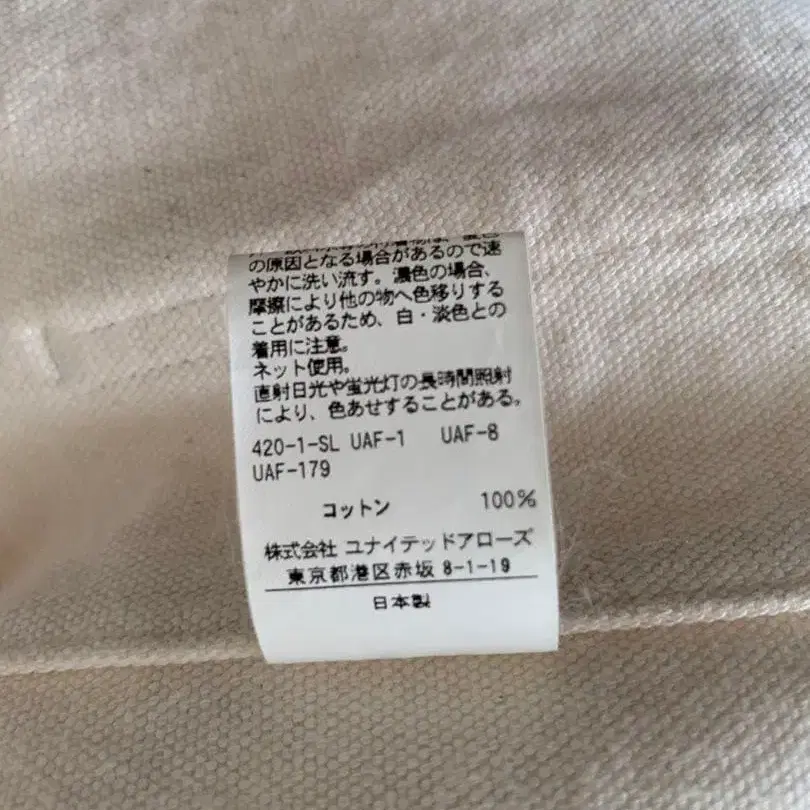 の原因となる場合があるので速
やかに洗い流す。濃色の場合、
摩擦により他の物へ色移りする
ことがあるため、白・淡色との
着用に注意。
ネット使用。
直射日光や蛍光灯の長時間照射
により、色あせすることがある。
420-1-SL UAF-1 UAF-8
UAF-179
コットン 100%
株式会社 ユナイテッドアローズ
東京都港区赤坂 8-1-19
日本製